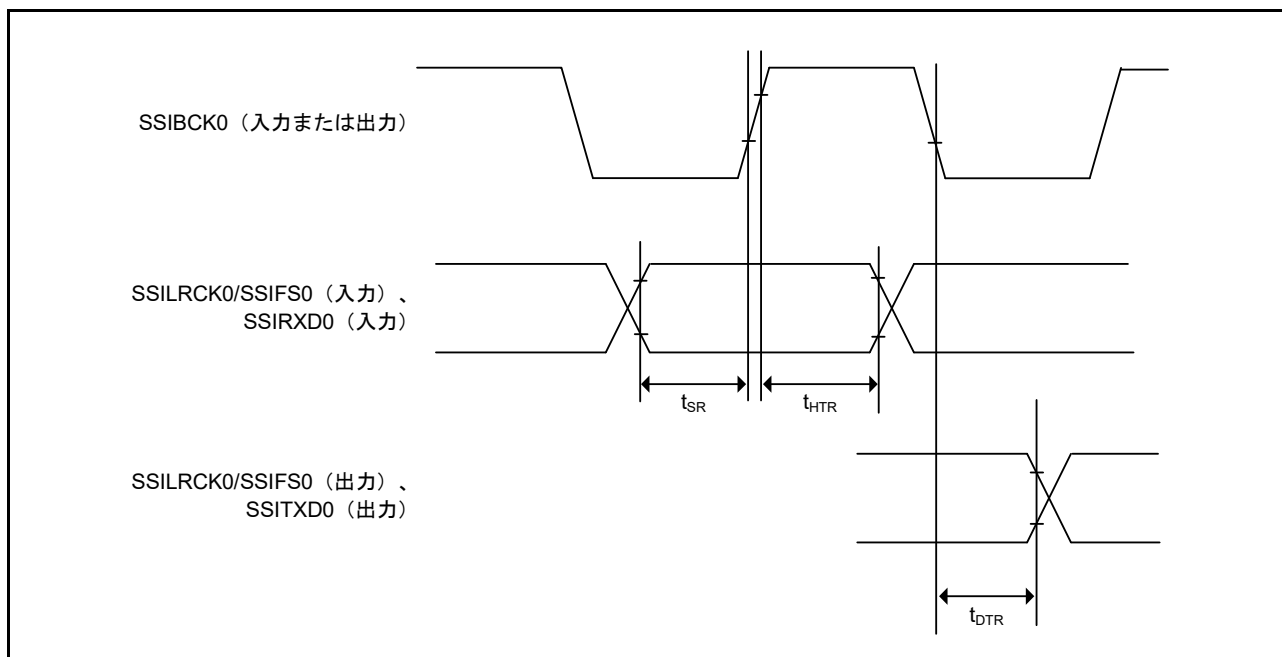 SSIBCK0（入力または出力）
SSILRCK0/SSIFS0（入力）、
SSIRXD0（入力）
tSR
tHTR
SSILRCK0/SSIFS0（出力）、
SSITXD0（出力）
tDTR